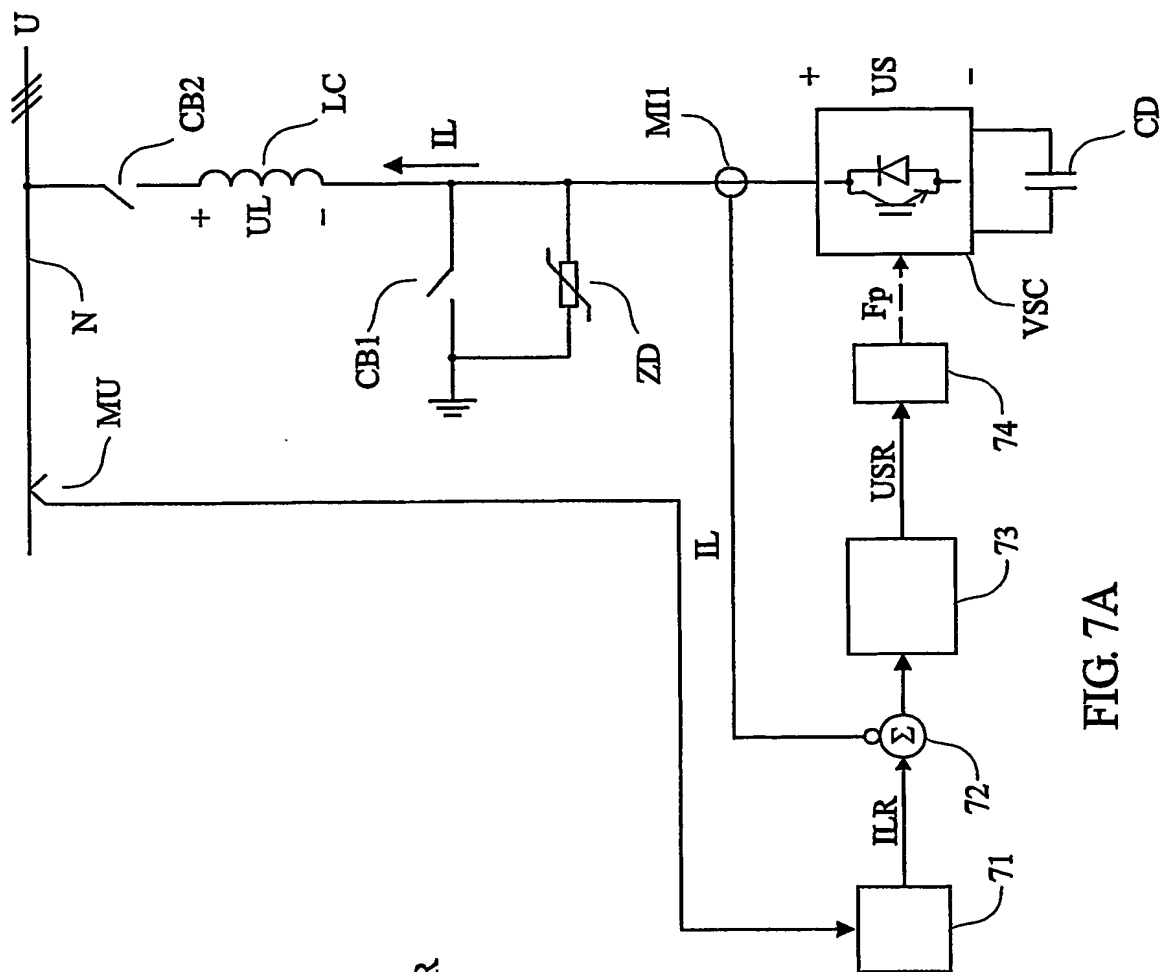 U
CB2
LC
+
UL
-
IL
N
MU
CB1
ZD
MI1
+
US
-
CD
VSC
Fp
74
USR
73
IL
Σ
72
ILR
71
R
FIG. 7A